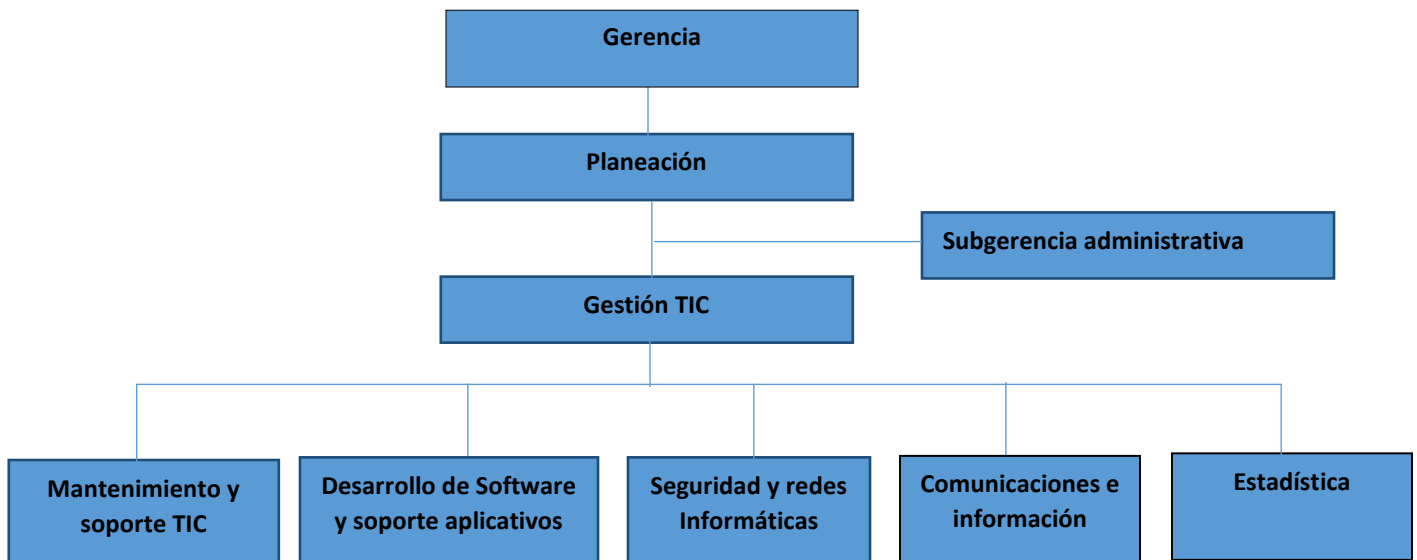 Gerencia
Planeación
Subgerencia administrativa
Gestión TIC
Mantenimiento y
soporte TIC
Desarrollo de Software
y soporte aplicativos
Seguridad y redes
Informáticas
Comunicaciones e
información
Estadística